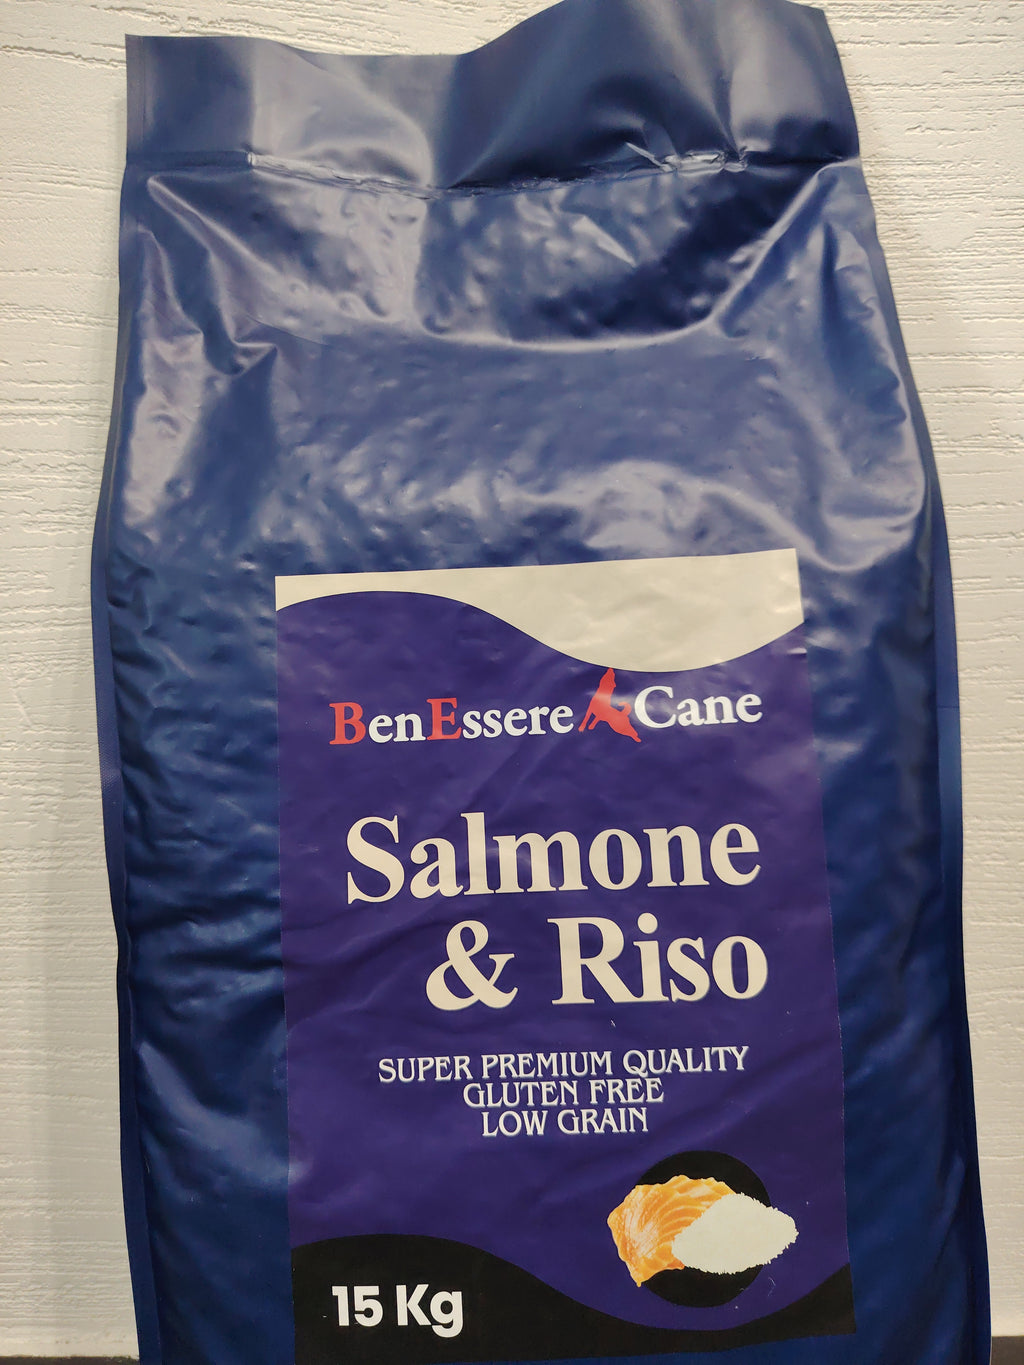 BenEssere Cane
Salmone
& Riso
SUPER PREMIUM QUALITY
GLUTEN FREE
LOW GRAIN
15 Kg